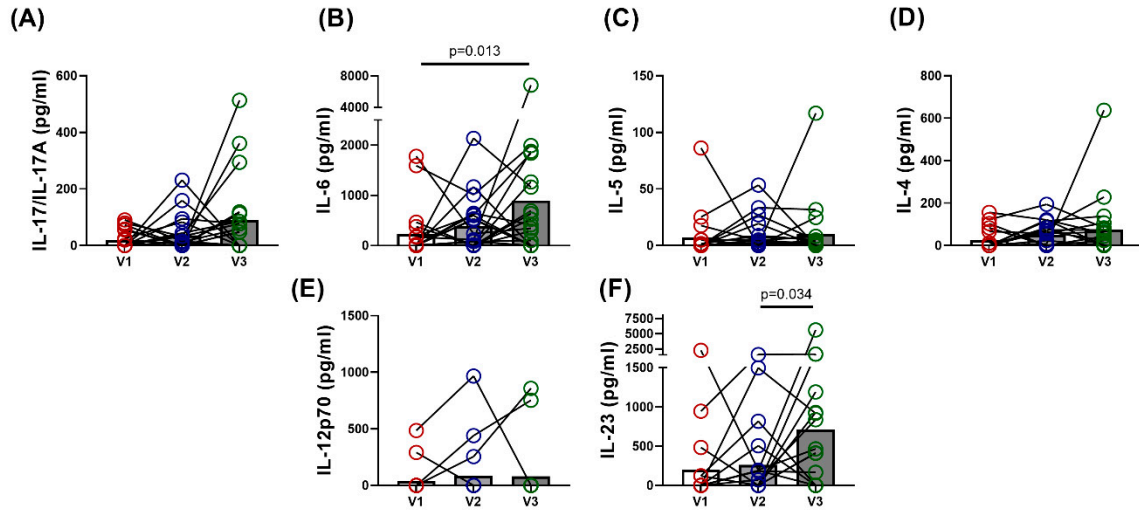 (A)
(B)
(C)
(D)
p=0.013
IL-17/IL-17A (pg/ml)
600
400
200
0
V1 V2 V3
IL-6 (pg/ml)
8000
6000
4000
2000
1000
0
V1 V2 V3
IL-5 (pg/ml)
150
100
50
0
V1 V2 V3
IL-4 (pg/ml)
800
600
400
200
0
V1 V2 V3
(E)
(F)
p=0.034
IL-12p70 (pg/ml)
1500
1000
500
0
V1 V2 V3
IL-23 (pg/ml)
7500
5000
2500
1500
1000
500
0
V1 V2 V3